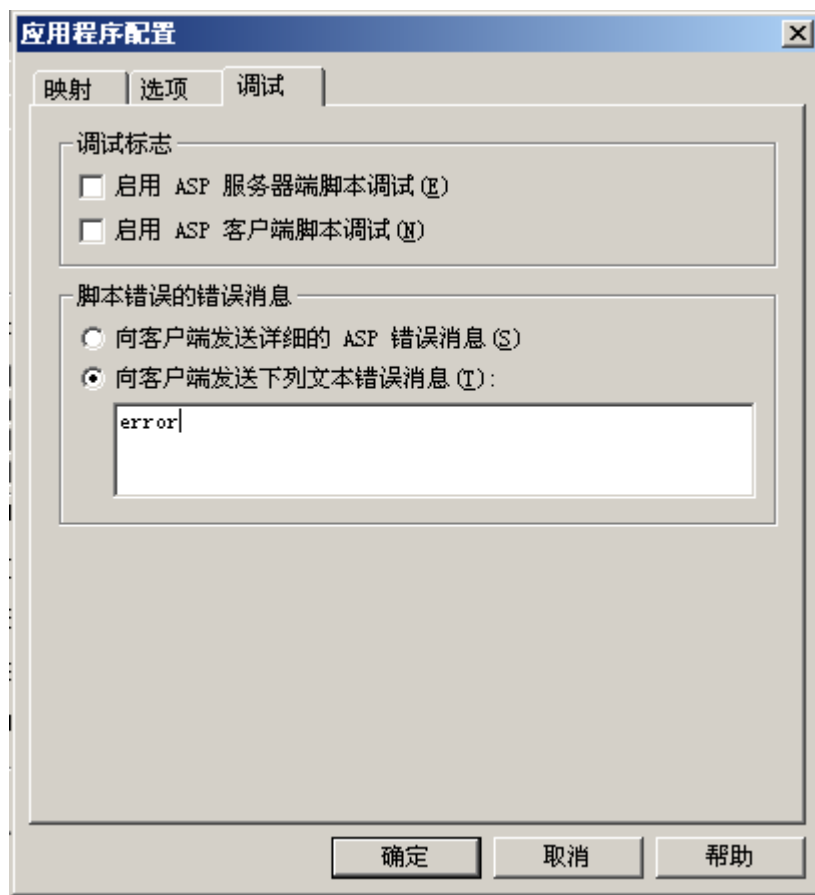 应用程序配置
映射 选项 调试
调试标志
启用 ASP 服务器端脚本调试(E)
启用 ASP 客户端脚本调试(N)
脚本错误的错误消息
向客户端发送详细的 ASP 错误消息(S)
向客户端发送下列文本错误消息(T):
error
确定 取消 帮助